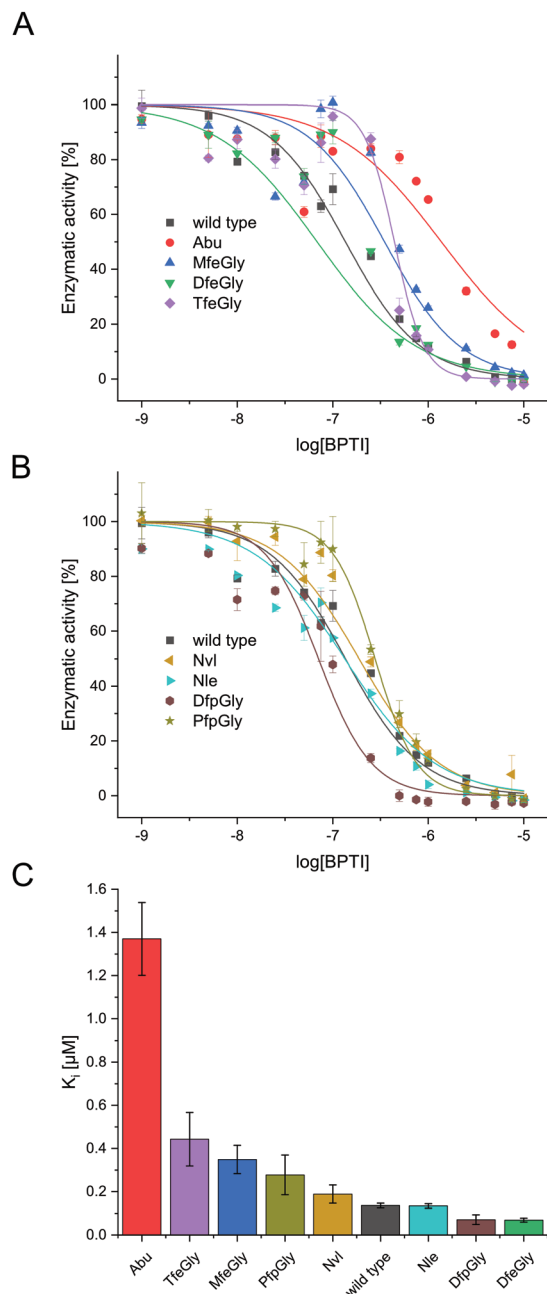 A
Enzymatic activity [%]
100
80
60
40
20
0
wild type
Abu
MfeGly
DfeGly
TfeGly
-9 -8 -7 -6 -5
log[BPTI]
B
Enzymatic activity [%]
100
80
60
40
20
0
wild type
Nvl
Nle
DfpGly
PfpGly
-9 -8 -7 -6 -5
log[BPTI]
C
Ki [µM]
1.6
1.4
1.2
1.0
0.8
0.6
0.4
0.2
0.0
Abu TfeGly MfeGly PfpGly Nvl wild type Nle DfpGly DfeGly